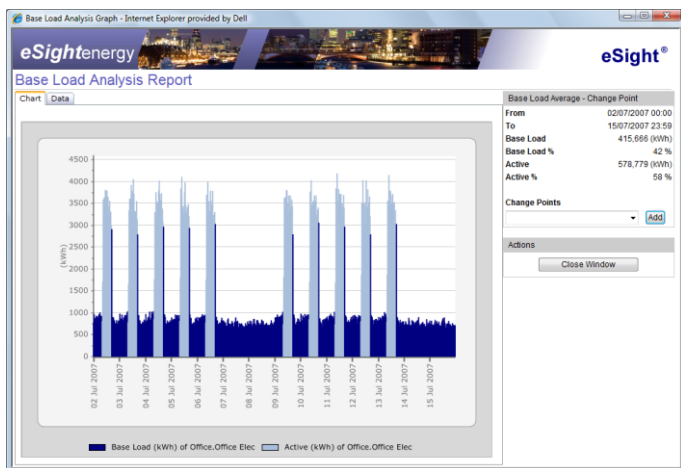 Base Load Analysis Graph - Internet Explorer provided by Dell
eSightenergy
eSight®
Base Load Analysis Report
Chart
Data
4500
4000
3500
3000
2500
2000
1500
1000
500
0
(kWh)
02 Jul 2007
03 Jul 2007
04 Jul 2007
05 Jul 2007
06 Jul 2007
07 Jul 2007
08 Jul 2007
09 Jul 2007
10 Jul 2007
11 Jul 2007
12 Jul 2007
13 Jul 2007
14 Jul 2007
15 Jul 2007
Base Load (kWh) of Office.Office Elec
Active (kWh) of Office.Office Elec
Base Load Average - Change Point
From 02/07/2007 00:00
To 15/07/2007 23:59
Base Load 415,666 (kWh)
Base Load % 42 %
Active 578,779 (kWh)
Active % 58 %
Change Points
Add
Actions
Close Window